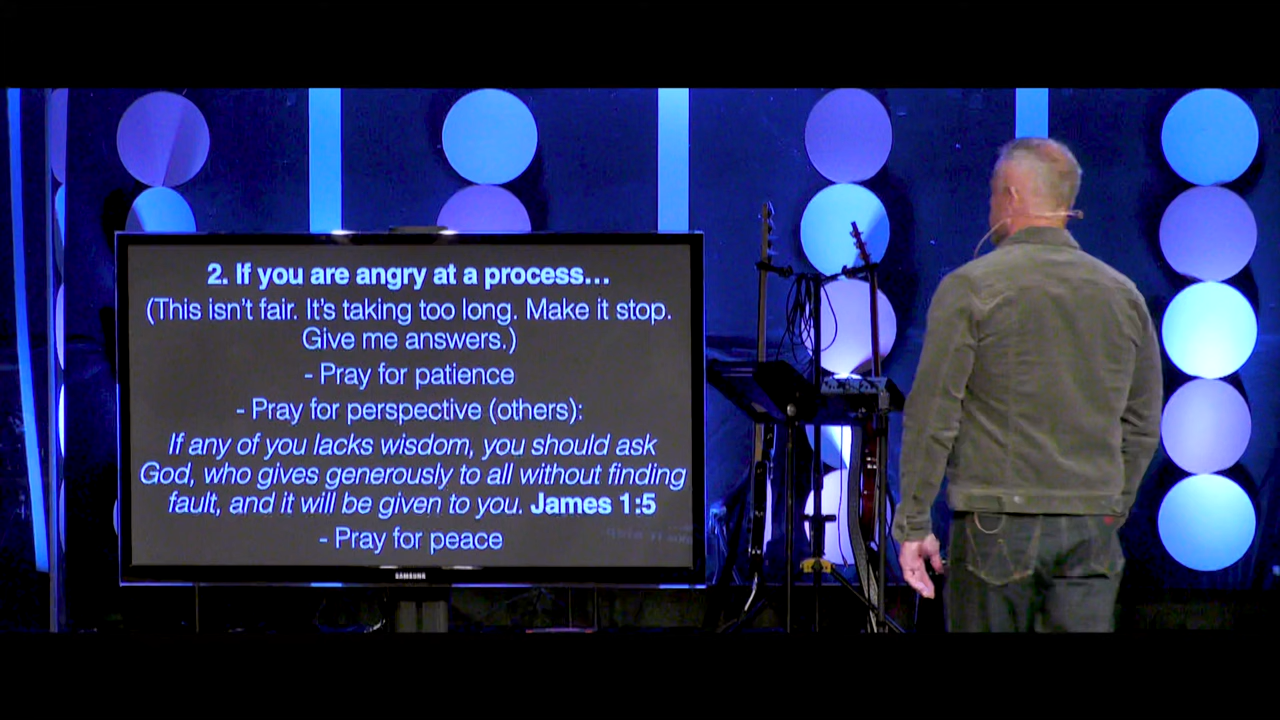 2. If you are angry at a process…
(This isn't fair. It's taking too long. Make it stop.
Give me answers.)
- Pray for patience
- Pray for perspective (others):
If any of you lacks wisdom, you should ask
God, who gives generously to all without finding
fault, and it will be given to you. James 1:5
- Pray for peace
SAMSUNG